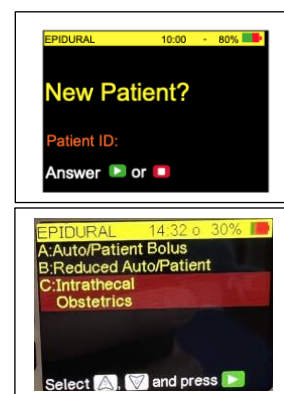 EPIDURAL 10:00 - 80%
New Patient?
Patient ID:
Answer or
EPIDURAL 14:32 o 30%
A:Auto/Patient Bolus
B:Reduced Auto/Patient
C:Intrathecal
Obstetrics
Select , and press